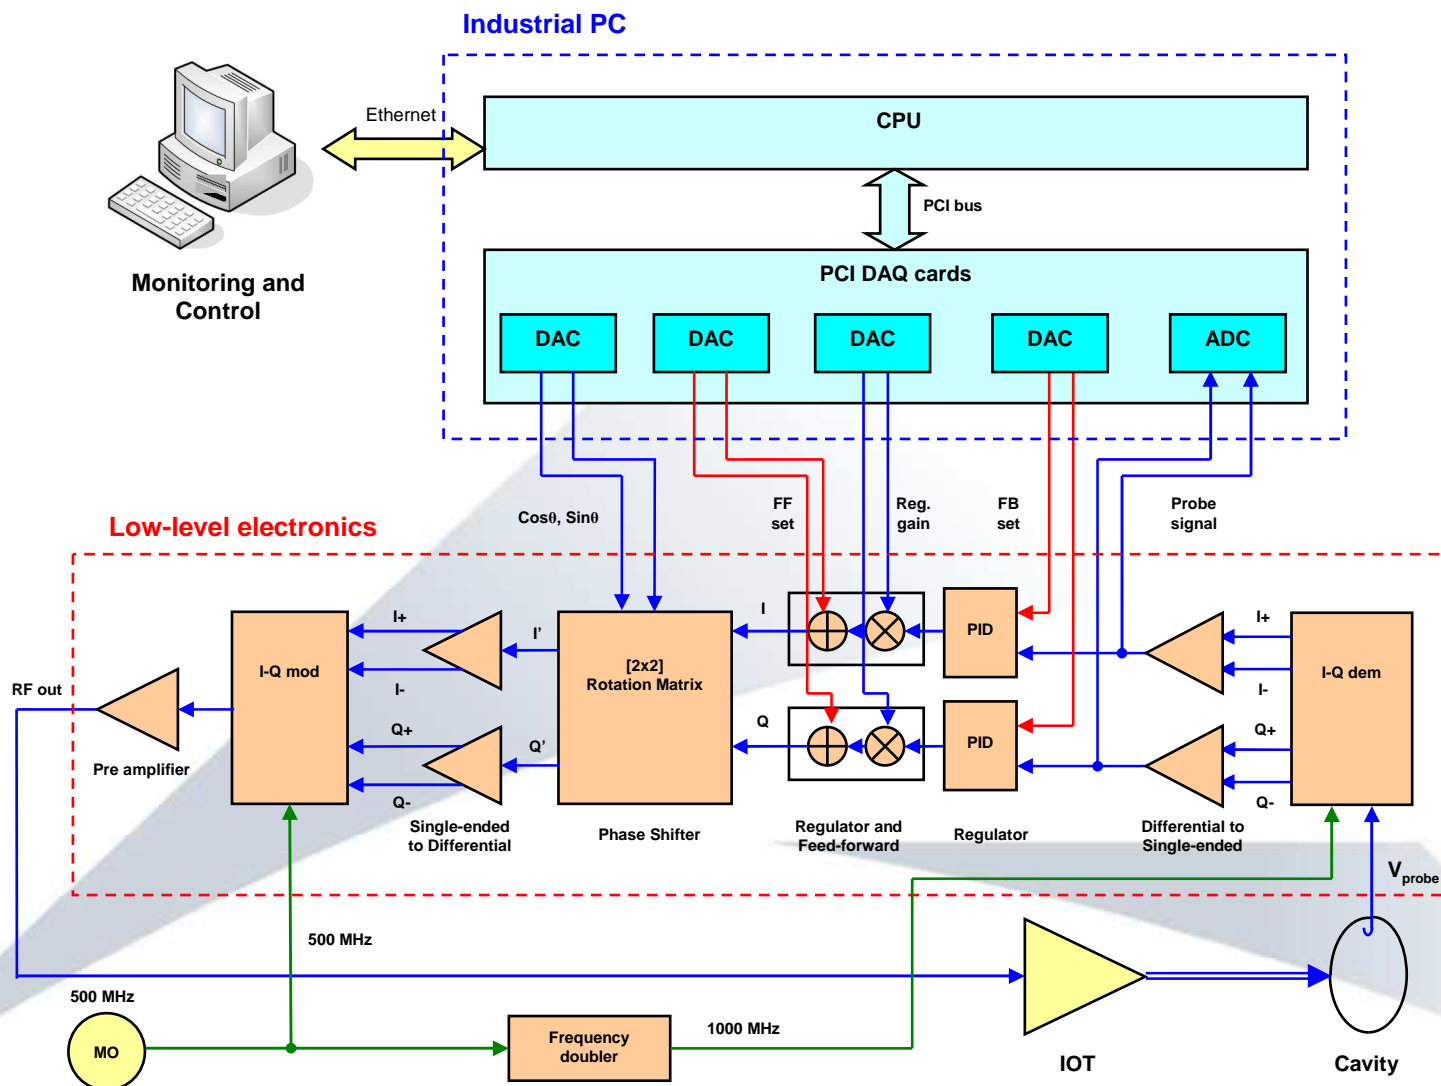 Industrial PC
Ethernet
CPU
PCI bus
Monitoring and
Control
PCI DAQ cards
DAC
DAC
DAC
DAC
ADC
Cosθ, Sinθ
FF
set
Reg.
gain
FB
set
Probe
signal
Low-level electronics
RF out
Pre amplifier
I-Q mod
I+
I-
Q+
Q-
Single-ended
to Differential
I’
Q’
[2x2]
Rotation Matrix
Phase Shifter
I
Q
Regulator and
Feed-forward
PID
PID
Regulator
Differential to
Single-ended
I+
I-
Q+
Q-
I-Q dem
Vprobe
500 MHz
500 MHz
MO
Frequency
doubler
1000 MHz
IOT
Cavity